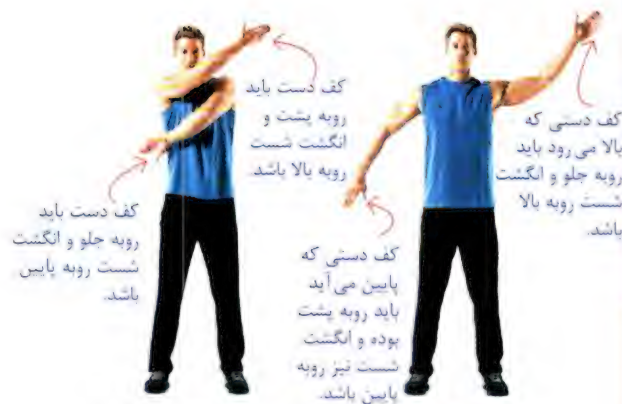 کف دستی که
بالا می‌رود باید
روبه جلو و انگشت
شست روبه بالا
باشد.
کف دستی که
پایین می‌آید
باید روبه پشت
بوده و انگشت
شست نیز روبه
پایین باشد.
کف دست باید
روبه پشت و
انگشت شست
روبه بالا باشد.
کف دست باید
روبه جلو و انگشت
شست روبه پایین
باشد.